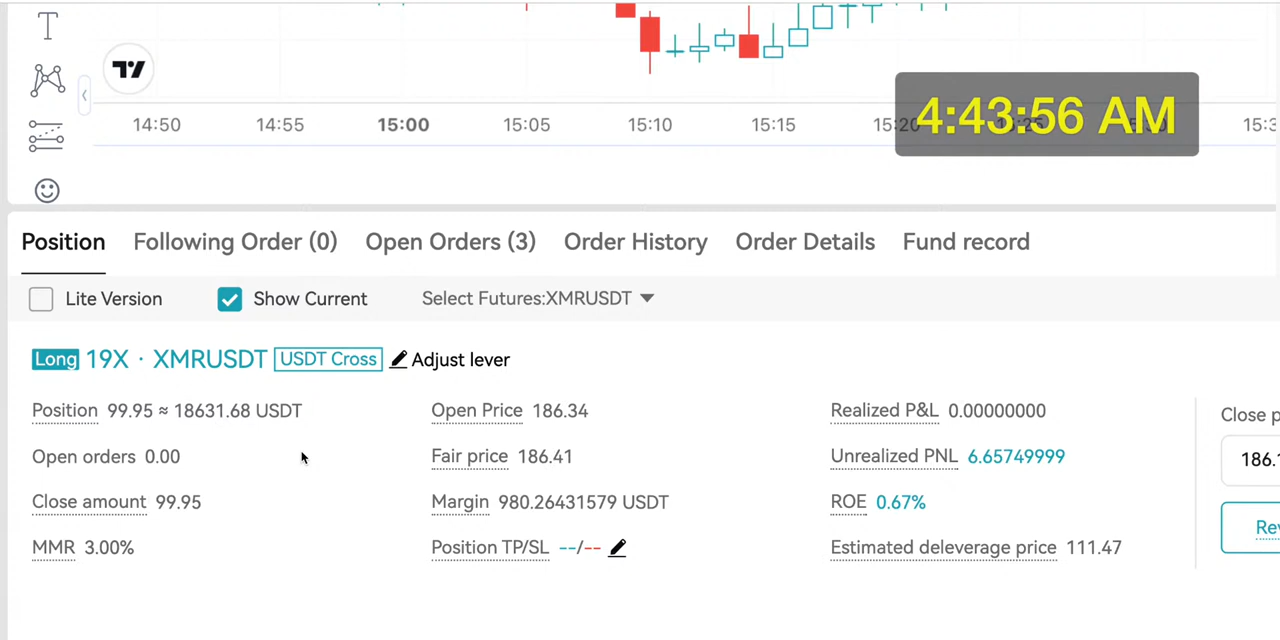 14:50 14:55 15:00 15:05 15:10 15:15 15:20
4:43:56 AM
Position Following Order (0) Open Orders (3) Order History Order Details Fund record
Lite Version Show Current Select Futures:XMRUSDT
Long 19X · XMRUSDT USDT Cross Adjust lever
Position 99.95 ≈ 18631.68 USDT Open Price 186.34 Realized P&L 0.00000000 Close
Open orders 0.00 Fair price 186.41 Unrealized PNL 6.65749999
Close amount 99.95 Margin 980.26431579 USDT ROE 0.67%
MMR 3.00% Position TP/SL --/-- Estimated deleverage price 111.47